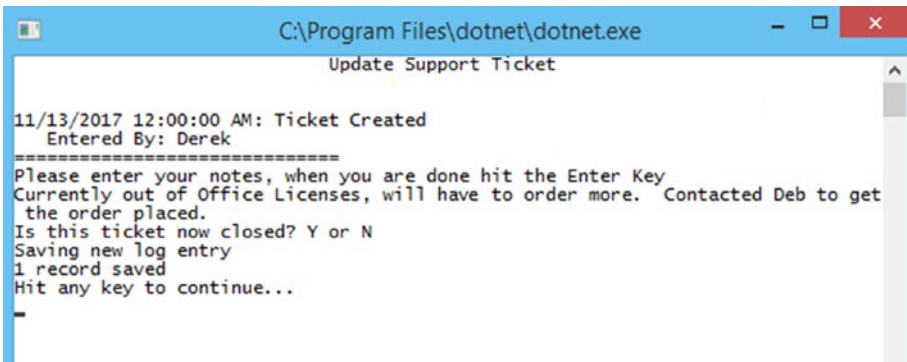 C:\Program Files\dotnet\dotnet.exe
Update Support Ticket
11/13/2017 12:00:00 AM: Ticket Created
Entered By: Derek
==============================
Please enter your notes, when you are done hit the Enter Key
Currently out of Office Licenses, will have to order more.  Contacted Deb to get
the order placed.
Is this ticket now closed? Y or N
Saving new log entry
1 record saved
Hit any key to continue...